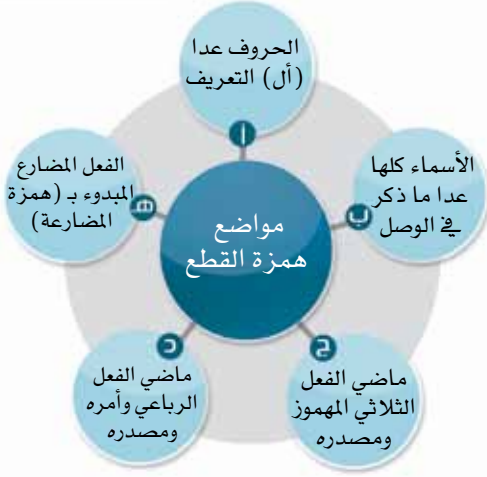 الحروف عدا
(أل) التعريف
أ
الأسماء كلها
عدا ما ذكر
في الوصل
ب
ماضي الفعل
الثلاثي المهموز
ومصدره
ج
ماضي الفعل
الرباعي وأمره
ومصدره
د
الفعل المضارع
المبدوء بـ (همزة
المضارعة)
هـ
مواضع
همزة القطع